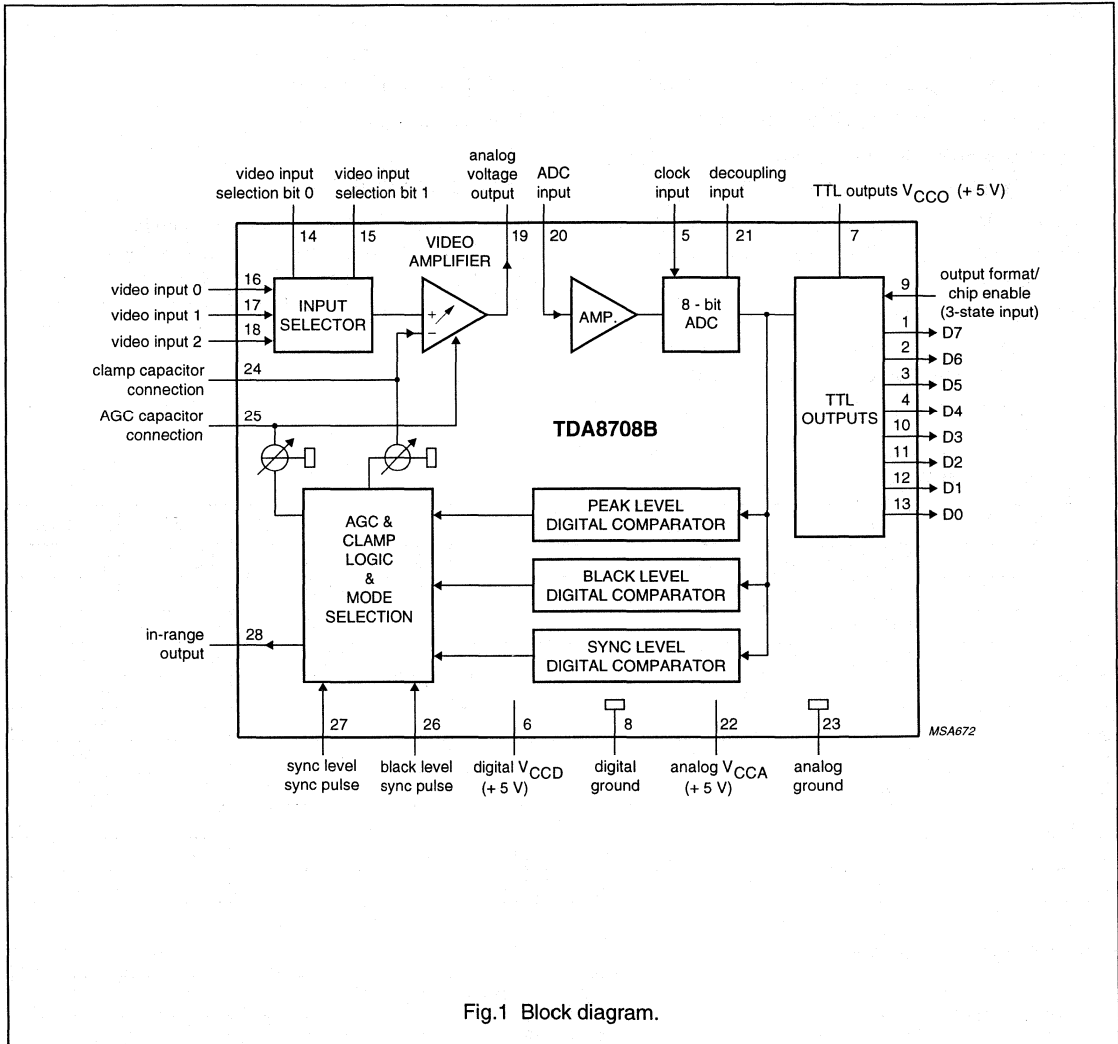 video input
selection bit 0
video input
selection bit 1
analog
voltage
output
ADC
input
clock
input
decoupling
input
TTL outputs VCCO (+ 5 V)
14
15
VIDEO
AMPLIFIER
19
20
5
21
7
video input 0
16
video input 1
17
video input 2
18
INPUT
SELECTOR
+
−
AMP.
8 - bit
ADC
9
output format/
chip enable
(3-state input)
TTL
OUTPUTS
1
D7
2
D6
3
D5
4
D4
10
D3
11
D2
12
D1
13
D0
clamp capacitor
connection
24
AGC capacitor
connection
25
TDA8708B
AGC &
CLAMP
LOGIC
&
MODE
SELECTION
PEAK LEVEL
DIGITAL COMPARATOR
BLACK LEVEL
DIGITAL COMPARATOR
SYNC LEVEL
DIGITAL COMPARATOR
in-range
output
28
27
26
6
8
22
23
MSA672
sync level
sync pulse
black level
sync pulse
digital VCCD
(+ 5 V)
digital
ground
analog VCCA
(+ 5 V)
analog
ground
Fig.1 Block diagram.